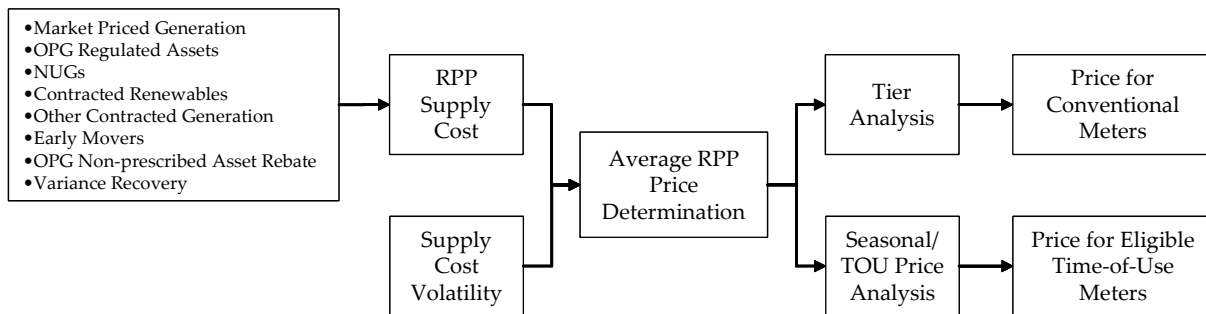 •Market Priced Generation
•OPG Regulated Assets
•NUGs
•Contracted Renewables
•Other Contracted Generation
•Early Movers
•OPG Non-prescribed Asset Rebate
•Variance Recovery
RPP
Supply
Cost
Supply
Cost
Volatility
Average RPP
Price
Determination
Tier
Analysis
Price for
Conventional
Meters
Seasonal/
TOU Price
Analysis
Price for Eligible
Time-of-Use
Meters